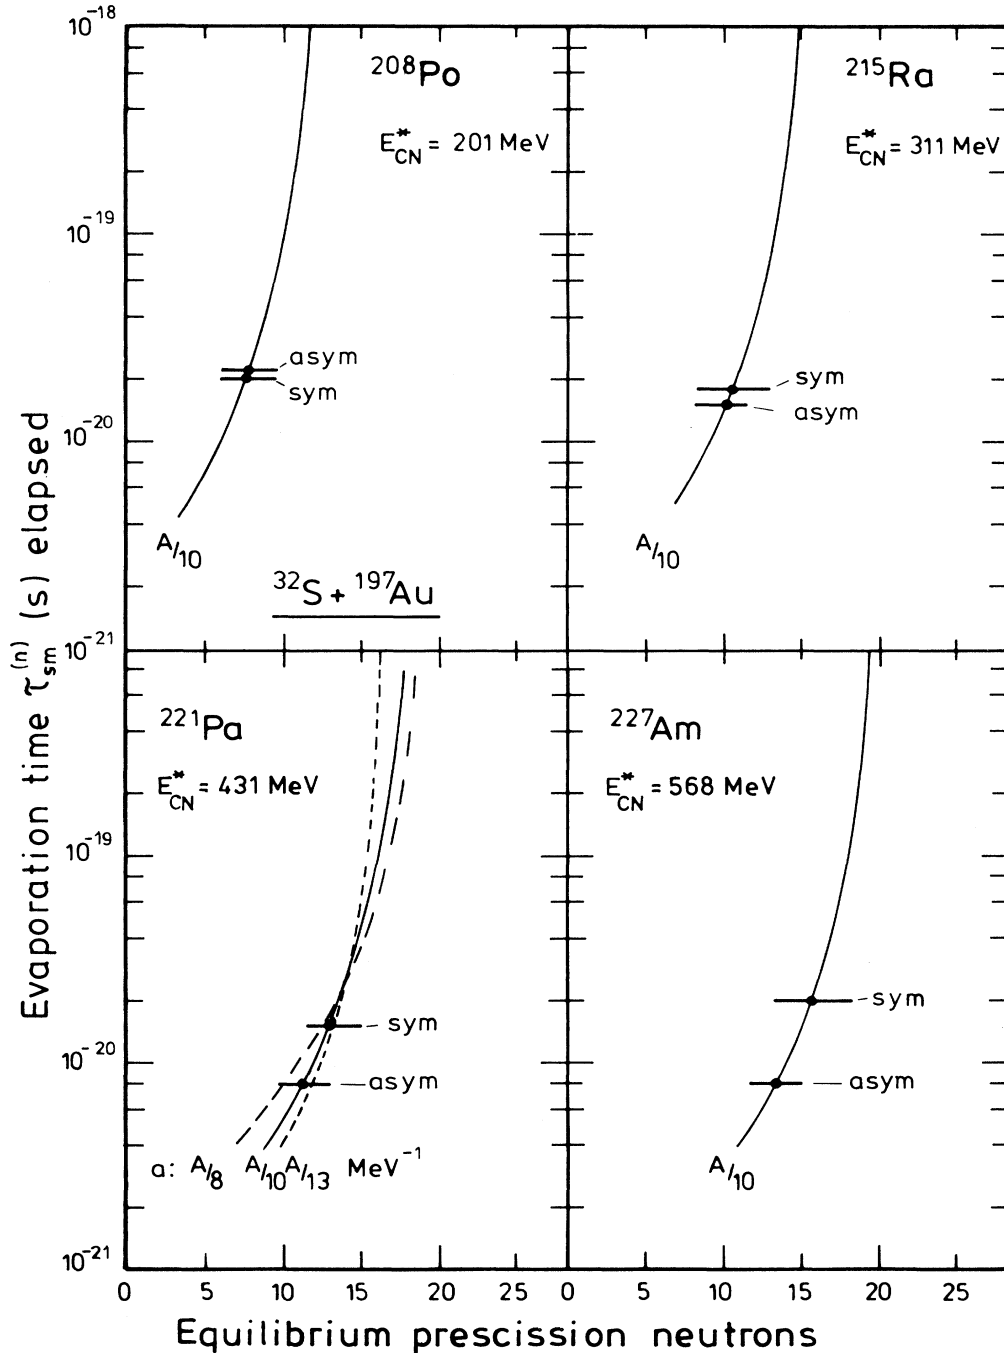 10⁻¹⁸
²⁰⁸Po
E*CN = 201 MeV
²¹⁵Ra
E*CN = 311 MeV
10⁻¹⁹
asym
sym
sym
asym
10⁻²⁰
A/10
A/10
³²S + ¹⁹⁷Au
10⁻²¹
²²¹Pa
E*CN = 431 MeV
²²⁷Am
E*CN = 568 MeV
10⁻¹⁹
sym
asym
sym
asym
10⁻²⁰
a: A/8 A/10 A/13 MeV⁻¹
A/10
10⁻²¹
0 5 10 15 20 25 0 5 10 15 20 25
Equilibrium prescission neutrons
Evaporation time τsm⁽ⁿ⁾ (s) elapsed